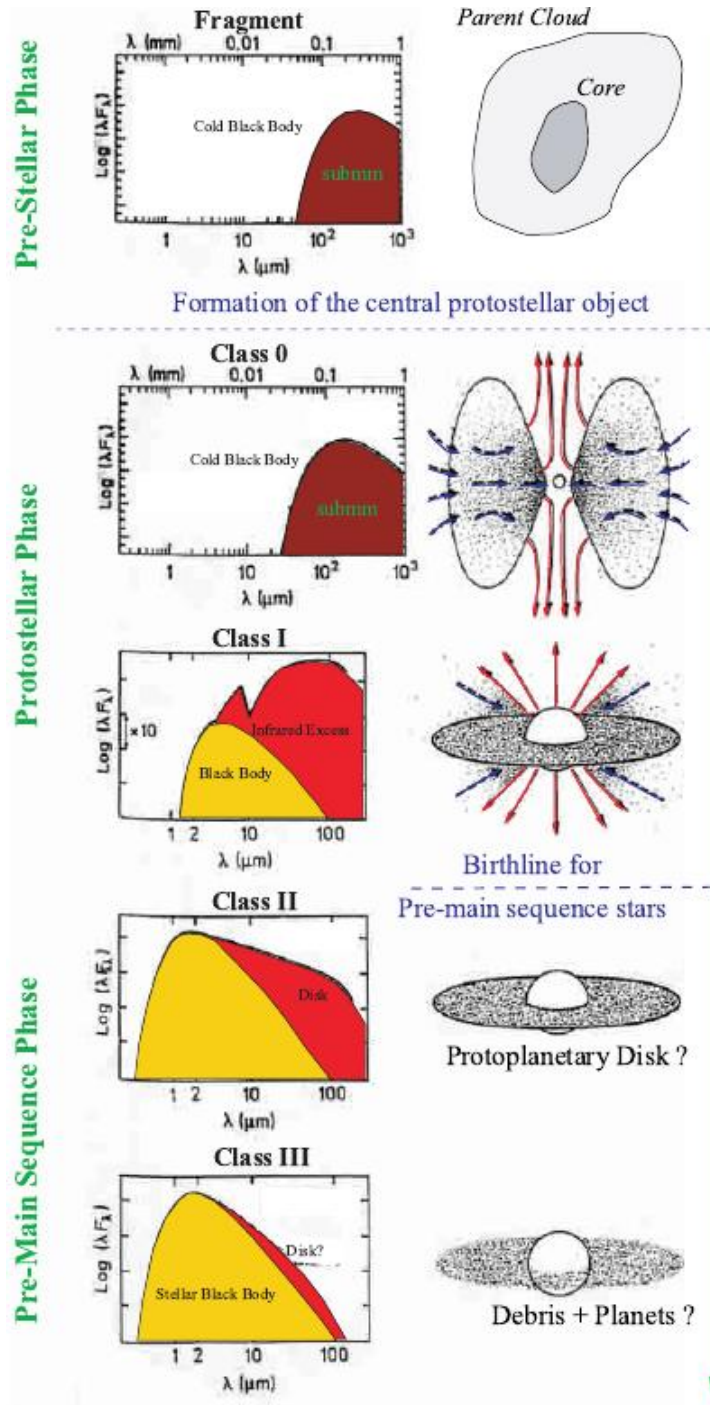 Pre-Stellar Phase
Fragment
λ (mm) 0,01 0,1 1
Log (λFλ)
Cold Black Body
submm
1 10 10² 10³
λ (μm)
Parent Cloud
Core
Formation of the central protostellar object
Protostellar Phase
Class 0
λ (mm) 0,01 0,1 1
Log (λFλ)
Cold Black Body
submm
1 10 10² 10³
λ (μm)
Class I
Log (λFλ)
×10
Infrared Excess
Black Body
1 2 10 100
λ (μm)
Birthline for
Pre-main sequence stars
Pre-Main Sequence Phase
Class II
Log (λFλ)
Disk
1 2 10 100
λ (μm)
Protoplanetary Disk ?
Class III
Log (λFλ)
Disk?
Stellar Black Body
1 2 10 100
λ (μm)
Debris + Planets ?